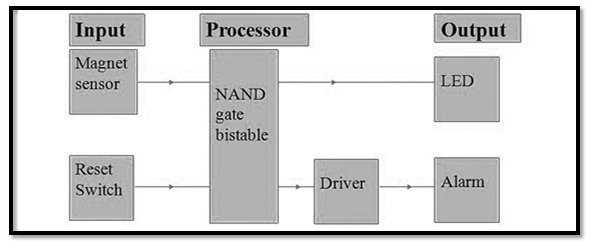 Input
Processor
Output
Magnet
sensor
NAND
gate
bistable
LED
Reset
Switch
Driver
Alarm